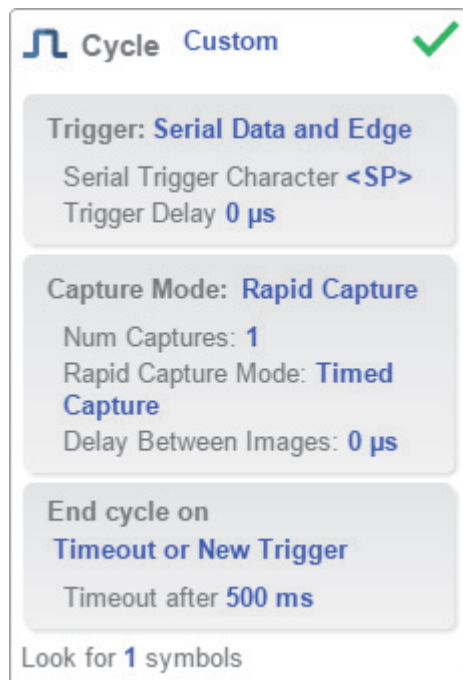 Cycle Custom
Trigger: Serial Data and Edge
Serial Trigger Character <SP>
Trigger Delay 0 µs
Capture Mode: Rapid Capture
Num Captures: 1
Rapid Capture Mode: Timed
Capture
Delay Between Images: 0 µs
End cycle on
Timeout or New Trigger
Timeout after 500 ms
Look for 1 symbols